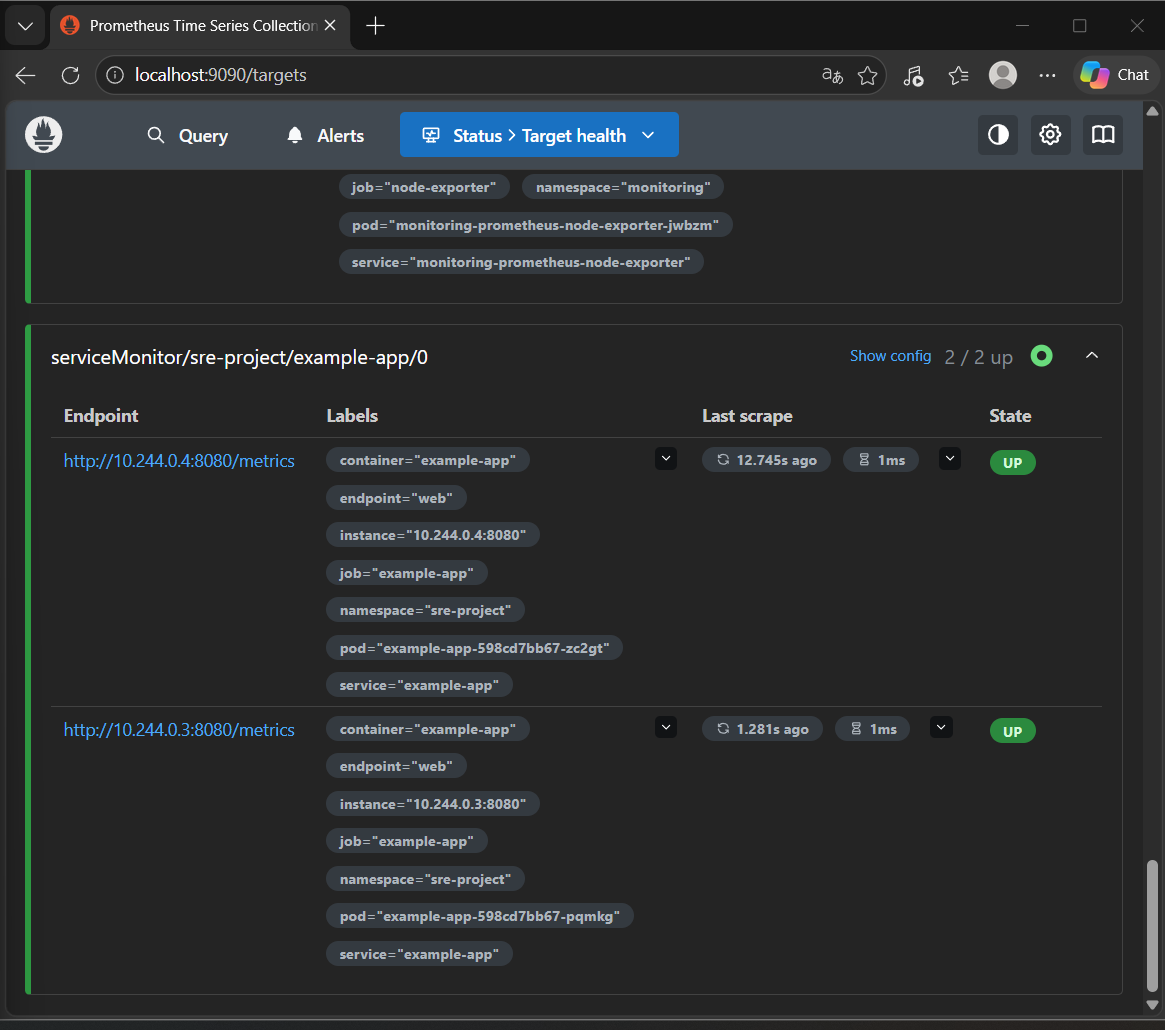 Prometheus Time Series Collection
localhost:9090/targets
Chat
Query Alerts Status > Target health
job="node-exporter" namespace="monitoring"
pod="monitoring-prometheus-node-exporter-jwbzm"
service="monitoring-prometheus-node-exporter"
serviceMonitor/sre-project/example-app/0 Show config 2 / 2 up
Endpoint Labels Last scrape State
http://10.244.0.4:8080/metrics container="example-app" 12.745s ago 1ms UP
endpoint="web"
instance="10.244.0.4:8080"
job="example-app"
namespace="sre-project"
pod="example-app-598cd7bb67-zc2gt"
service="example-app"
http://10.244.0.3:8080/metrics container="example-app" 1.281s ago 1ms UP
endpoint="web"
instance="10.244.0.3:8080"
job="example-app"
namespace="sre-project"
pod="example-app-598cd7bb67-pqmkg"
service="example-app"